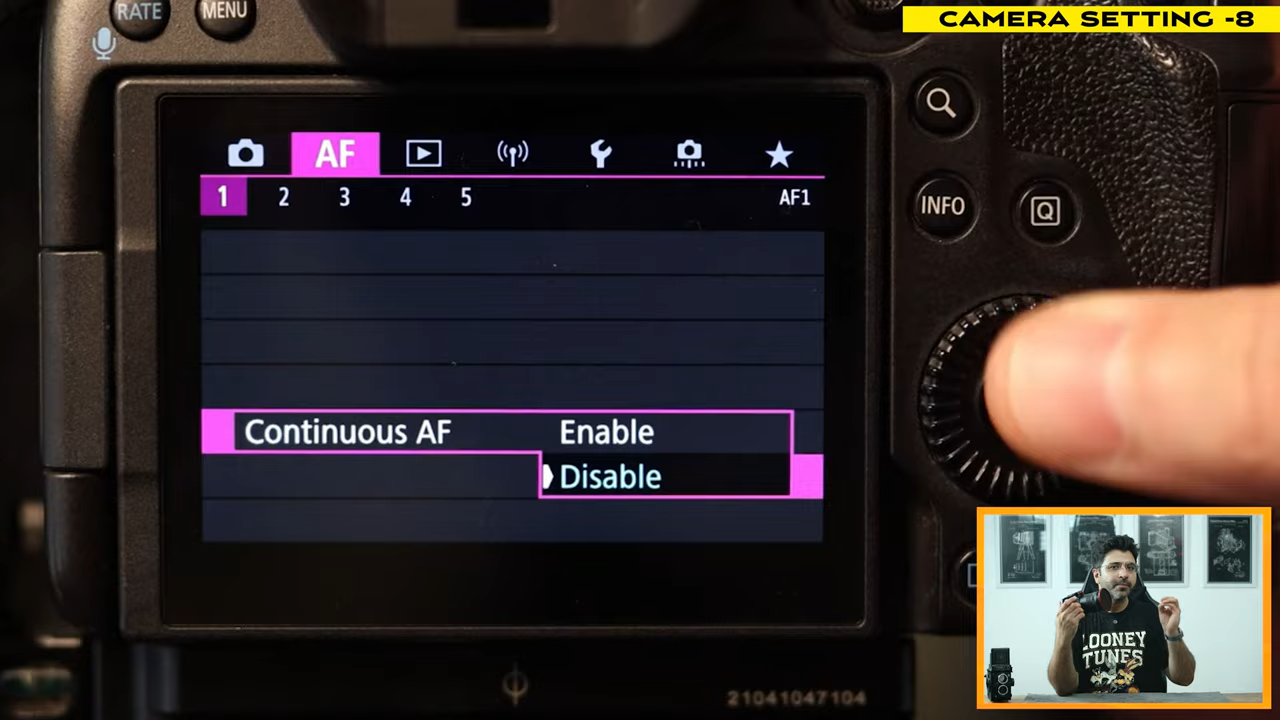 CAMERA SETTING -8
RATE
MENU
AF
1 2 3 4 5 AF1
INFO
Q
Continuous AF Enable
Disable
LOONEY
TUNES
21041047104